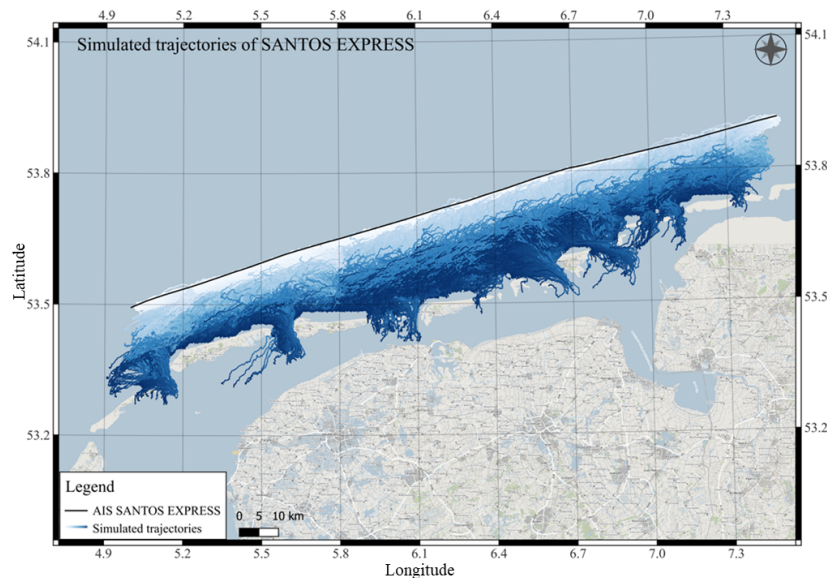 4.9 5.2 5.5 5.8 6.1 6.4 6.7 7.0 7.3
54.1 54.1
Simulated trajectories of SANTOS EXPRESS
53.8 53.8
Latitude
53.5 53.5
53.2 53.2
Legend
AIS SANTOS EXPRESS
Simulated trajectories
0 5 10 km
4.9 5.2 5.5 5.8 6.1 6.4 6.7 7.0 7.3
Longitude